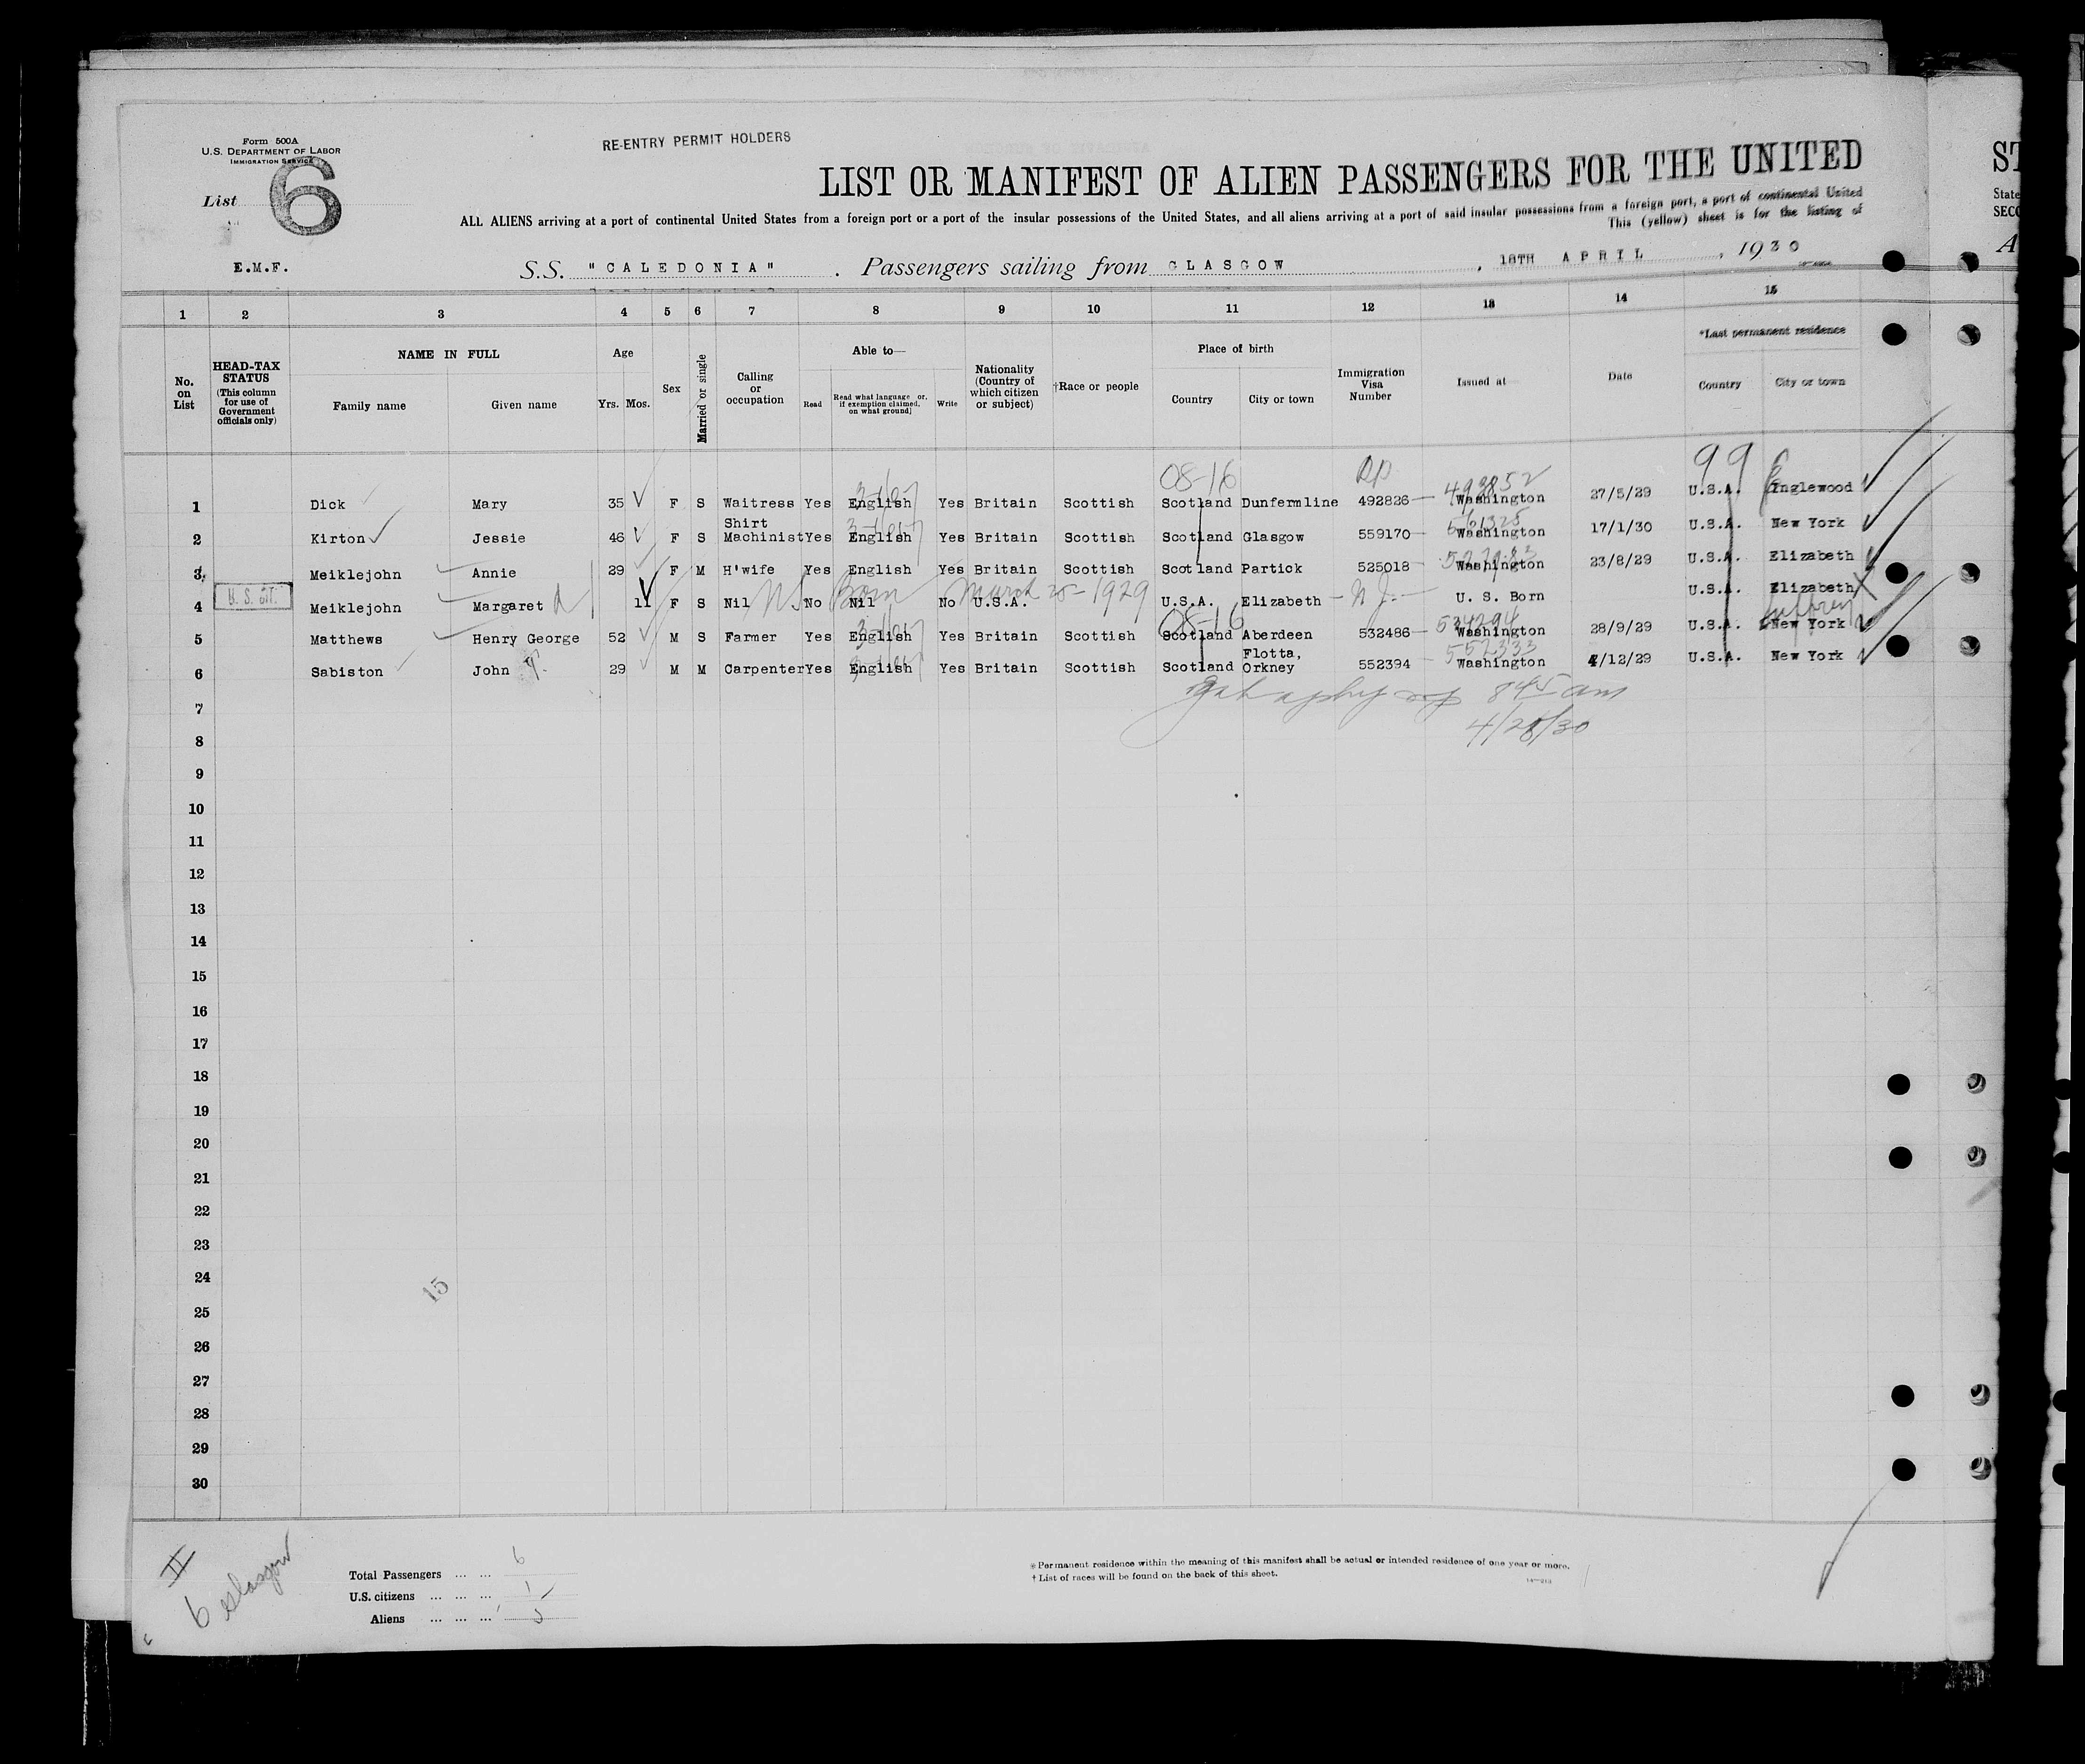 Form 500A
U.S. DEPARTMENT OF LABOR
IMMIGRATION SERVICE
RE-ENTRY PERMIT HOLDERS
List 6
LIST OR MANIFEST OF ALIEN PASSENGERS FOR THE UNITED
ALL ALIENS arriving at a port of continental United States from a foreign port or a port of the insular possessions of the United States, and all aliens arriving at a port of said insular possessions from a foreign port, a port of continental United
This (yellow) sheet is for the listing of
E.M.F.
S.S. "CALEDONIA". Passengers sailing from GLASGOW, 18TH APRIL, 1930
1 2 3 4 5 6 7 8 9 10 11 12 13 14 15
No. on List
HEAD-TAX STATUS (This column for use of Government officials only)
NAME IN FULL
Family name Given name
Age
Yrs. Mos.
Sex
Married or single
Calling or occupation
Able to—
Read Read what language or, if exemption claimed, on what ground] Write
Nationality (Country of which citizen or subject)
†Race or people
Place of birth
Country City or town
Immigration Visa Number
Issued at
Date
*Last permanent residence
Country City or town
08-16 99
492852
1 Dick Mary 35 F S Waitress Yes English Yes Britain Scottish Scotland Dunfermline 492826 Washington 27/5/29 U.S.A. Inglewood
2 Kirton Jessie 46 F S Shirt Machinist Yes English Yes Britain Scottish Scotland Glasgow 559170 Washington 17/1/30 U.S.A. New York
3 Meiklejohn Annie 29 F M H'wife Yes English Yes Britain Scottish Scotland Partick 525018 Washington 23/8/29 U.S.A. Elizabeth
U. S. CIT.
Born March 1929 N J.
4 Meiklejohn Margaret 11 F S Nil No Nil No U.S.A. U.S.A. Elizabeth U. S. Born U.S.A. Elizabeth
08-16 534294
5 Matthews Henry George 52 M S Farmer Yes English Yes Britain Scottish Scotland Aberdeen 532486 Washington 28/9/29 U.S.A. New York
552333
6 Sabiston John 29 M M Carpenter Yes English Yes Britain Scottish Scotland Flotta, Orkney 552394 Washington 4/12/29 U.S.A. New York
7
845 am
8
4/28/30
9
10
11
12
13
14
15
16
17
18
19
20
21
22
23
24
15
25
26
27
28
29
30
II
6 Glasgow
Total Passengers ... ... 6
U.S. citizens ... ... ... 1
Aliens ... ... ... 5
*Permanent residence within the meaning of this manifest shall be actual or intended residence of one year or more.
† List of races will be found on the back of this sheet.
ST
State
SECO
A